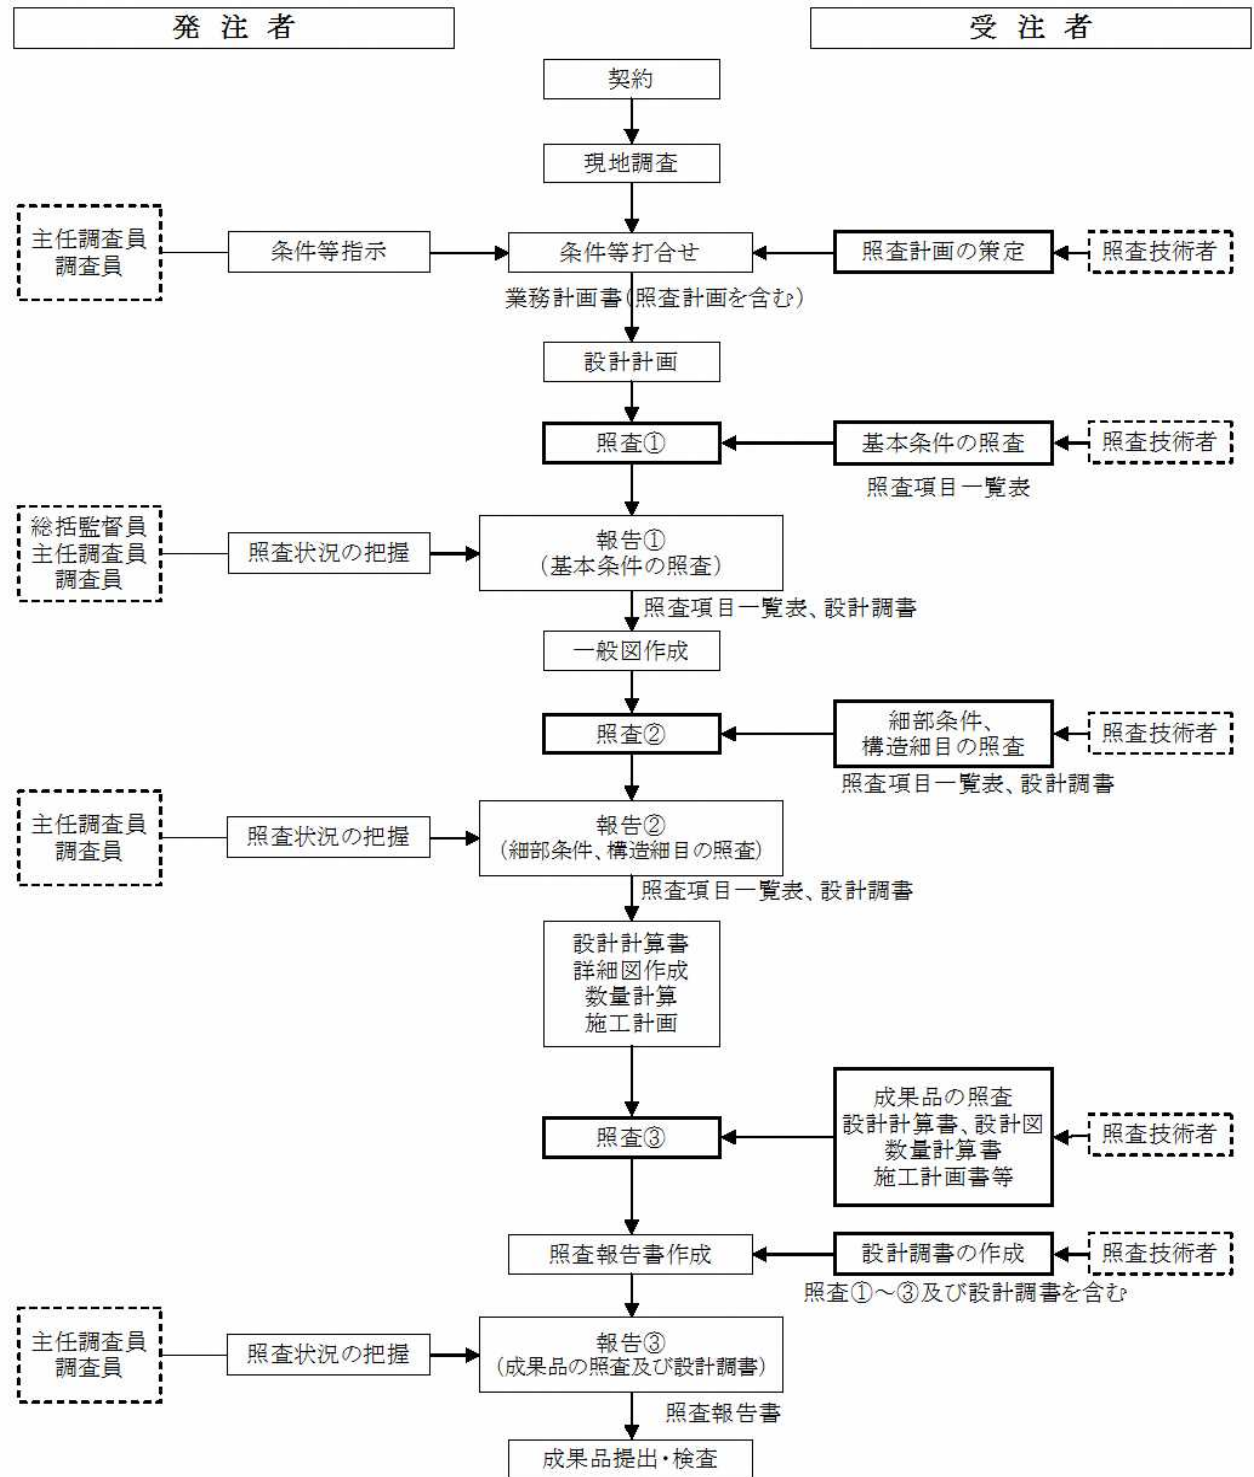 発 注 者
受 注 者
契約
現地調査
主任調査員
調査員
条件等指示
条件等打合せ
照査計画の策定
照査技術者
業務計画書(照査計画を含む)
設計計画
照査①
基本条件の照査
照査技術者
照査項目一覧表
総括監督員
主任調査員
調査員
照査状況の把握
報告①
(基本条件の照査)
照査項目一覧表、設計調書
一般図作成
照査②
細部条件、
構造細目の照査
照査技術者
照査項目一覧表、設計調書
主任調査員
調査員
照査状況の把握
報告②
(細部条件、構造細目の照査)
照査項目一覧表、設計調書
設計計算書
詳細図作成
数量計算
施工計画
照査③
成果品の照査
設計計算書、設計図
数量計算書
施工計画書等
照査技術者
照査報告書作成
設計調書の作成
照査技術者
照査①～③及び設計調書を含む
主任調査員
調査員
照査状況の把握
報告③
(成果品の照査及び設計調書)
照査報告書
成果品提出・検査